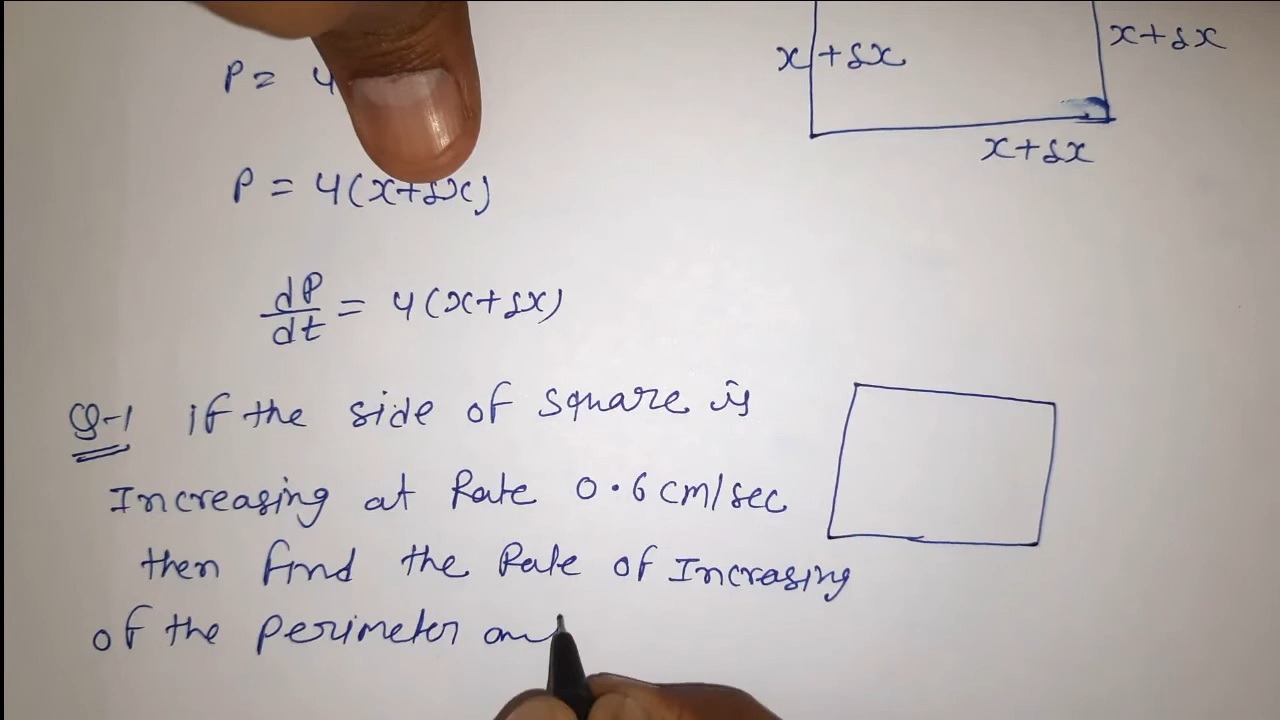 P = 4
x+δx
x+δx
x+δx
P = 4(x+δx)
dP/dt = 4(x+δx)
Q-1 if the side of square is
Increasing at Rate 0.6 cm/sec
then find the Rate of Increasing
of the perimeter